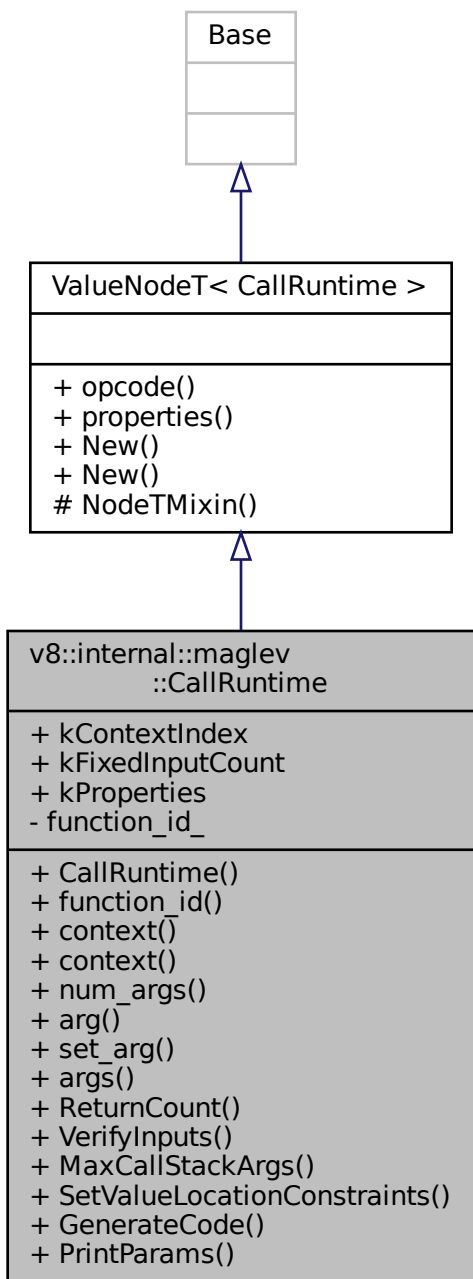 Base
ValueNodeT< CallRuntime >
+ opcode()
+ properties()
+ New()
+ New()
# NodeTMixin()
v8::internal::maglev
::CallRuntime
+ kContextIndex
+ kFixedInputCount
+ kProperties
- function_id_
+ CallRuntime()
+ function_id()
+ context()
+ context()
+ num_args()
+ arg()
+ set_arg()
+ args()
+ ReturnCount()
+ VerifyInputs()
+ MaxCallStackArgs()
+ SetValueLocationConstraints()
+ GenerateCode()
+ PrintParams()